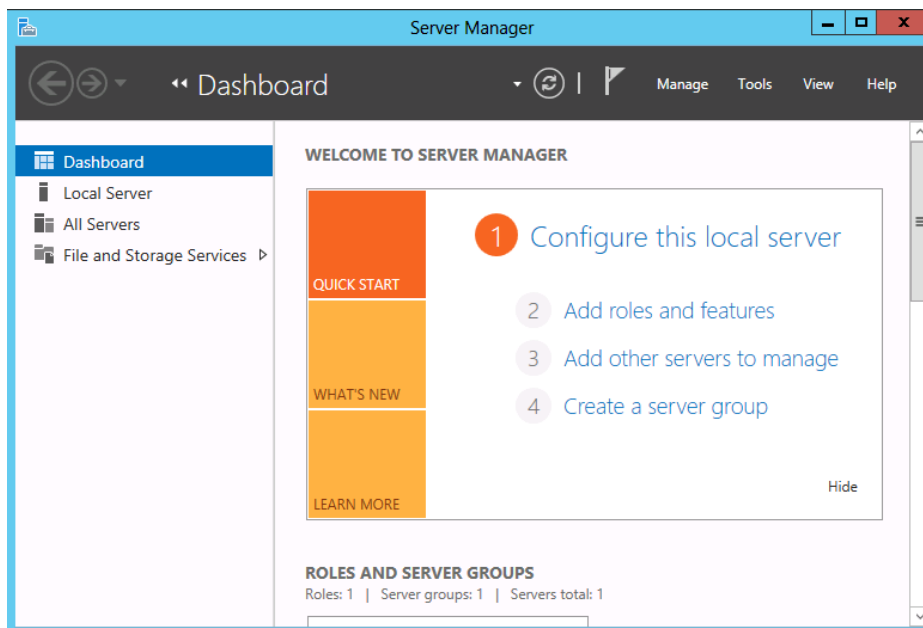 Server Manager
Dashboard
Manage Tools View Help
Dashboard
Local Server
All Servers
File and Storage Services
WELCOME TO SERVER MANAGER
QUICK START
WHAT'S NEW
LEARN MORE
1 Configure this local server
2 Add roles and features
3 Add other servers to manage
4 Create a server group
Hide
ROLES AND SERVER GROUPS
Roles: 1 | Server groups: 1 | Servers total: 1